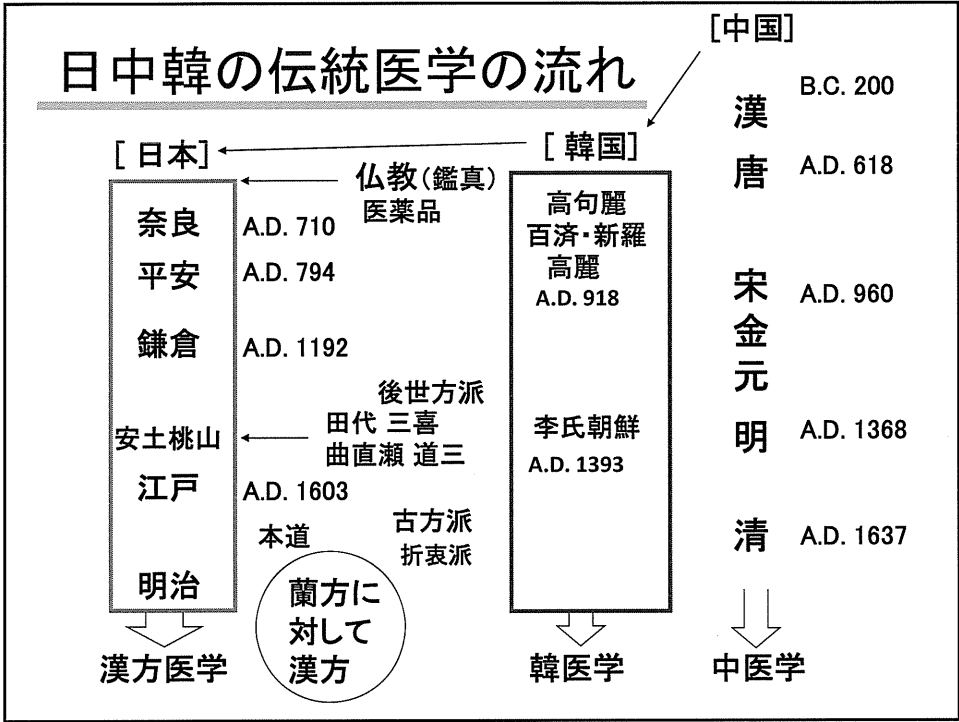 日中韓の伝統医学の流れ
[中国]
漢 B.C. 200
唐 A.D. 618
宋 A.D. 960
金
元
明 A.D. 1368
清 A.D. 1637
中医学
[ 韓国]
高句麗
百済・新羅
高麗
A.D. 918
李氏朝鮮
A.D. 1393
韓医学
[ 日本]
仏教(鑑真)
医薬品
奈良 A.D. 710
平安 A.D. 794
鎌倉 A.D. 1192
後世方派
田代 三喜
曲直瀬 道三
安土桃山
江戸 A.D. 1603
本道
古方派
折衷派
明治
蘭方に
対して
漢方
漢方医学